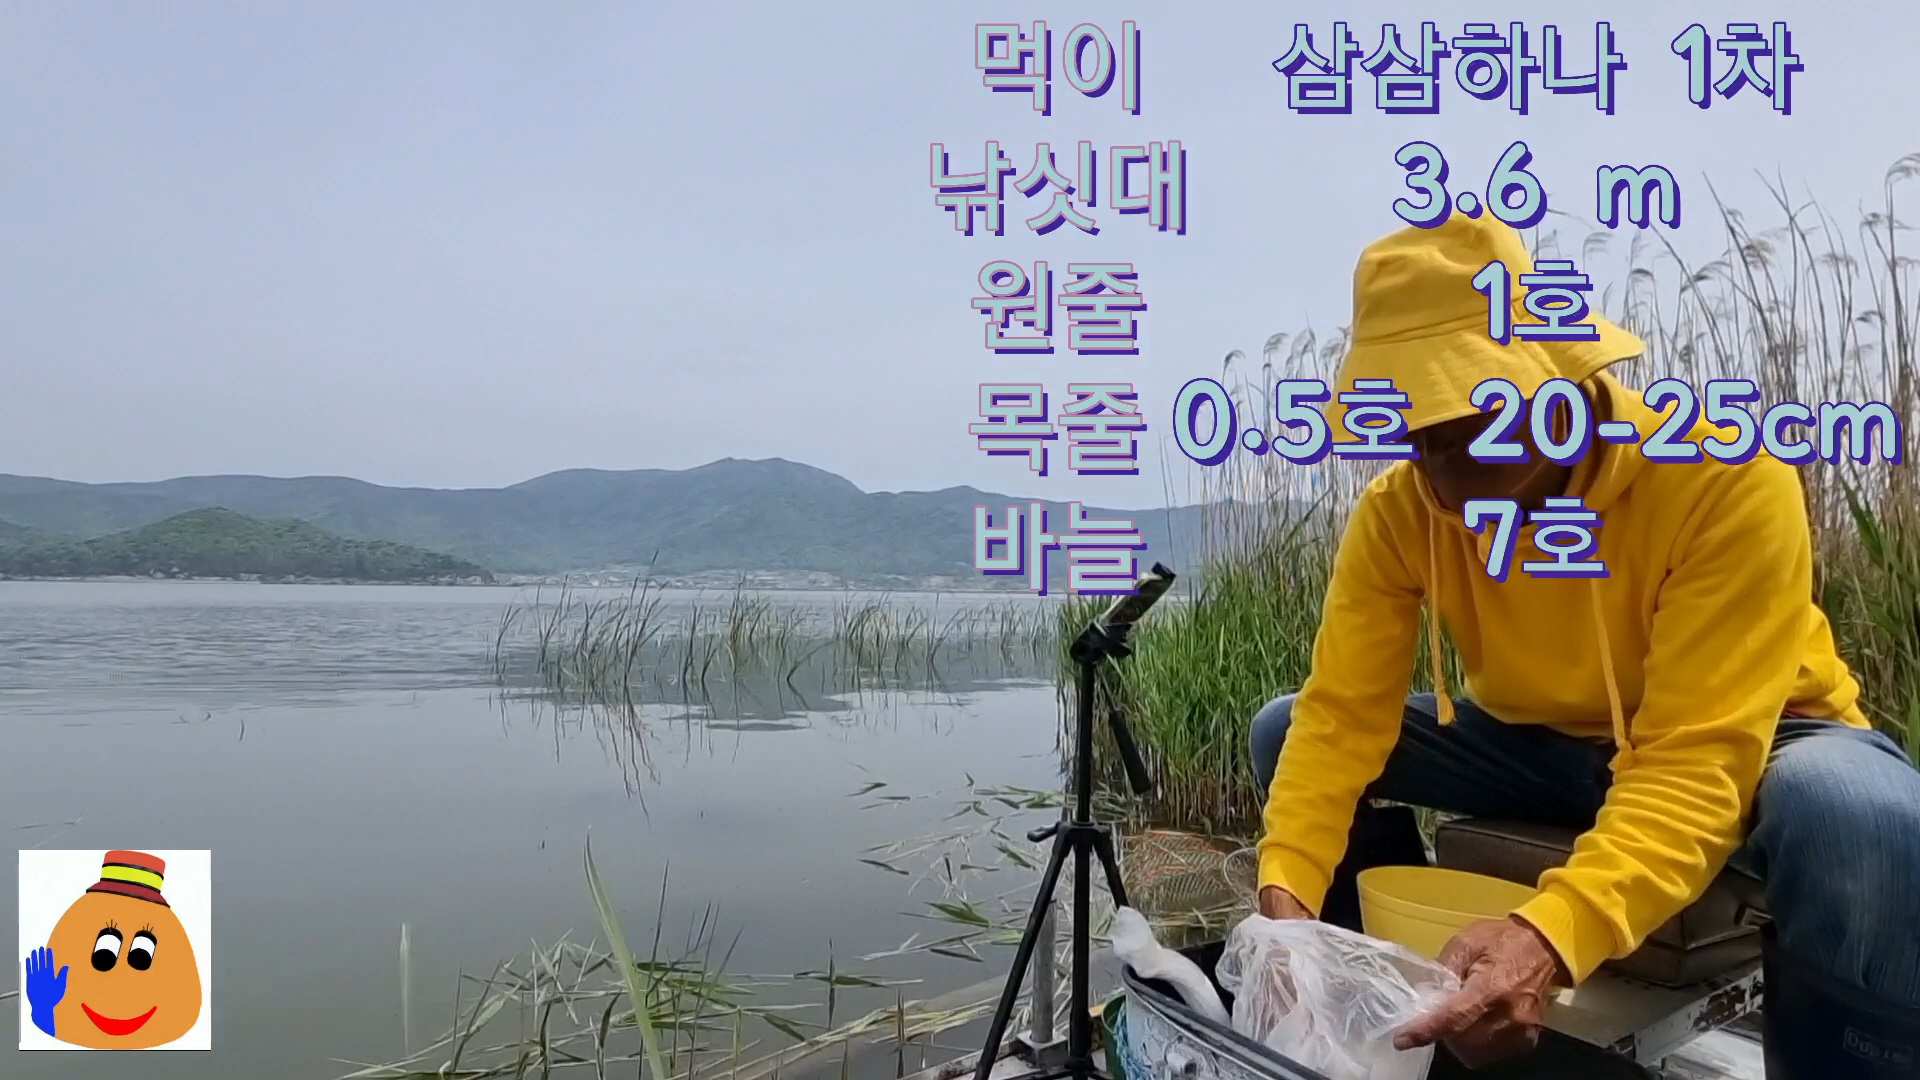 먹이 삼삼하나 1차
낚싯대 3.6 m
원줄 1호
목줄 0.5호 20-25cm
바늘 7호